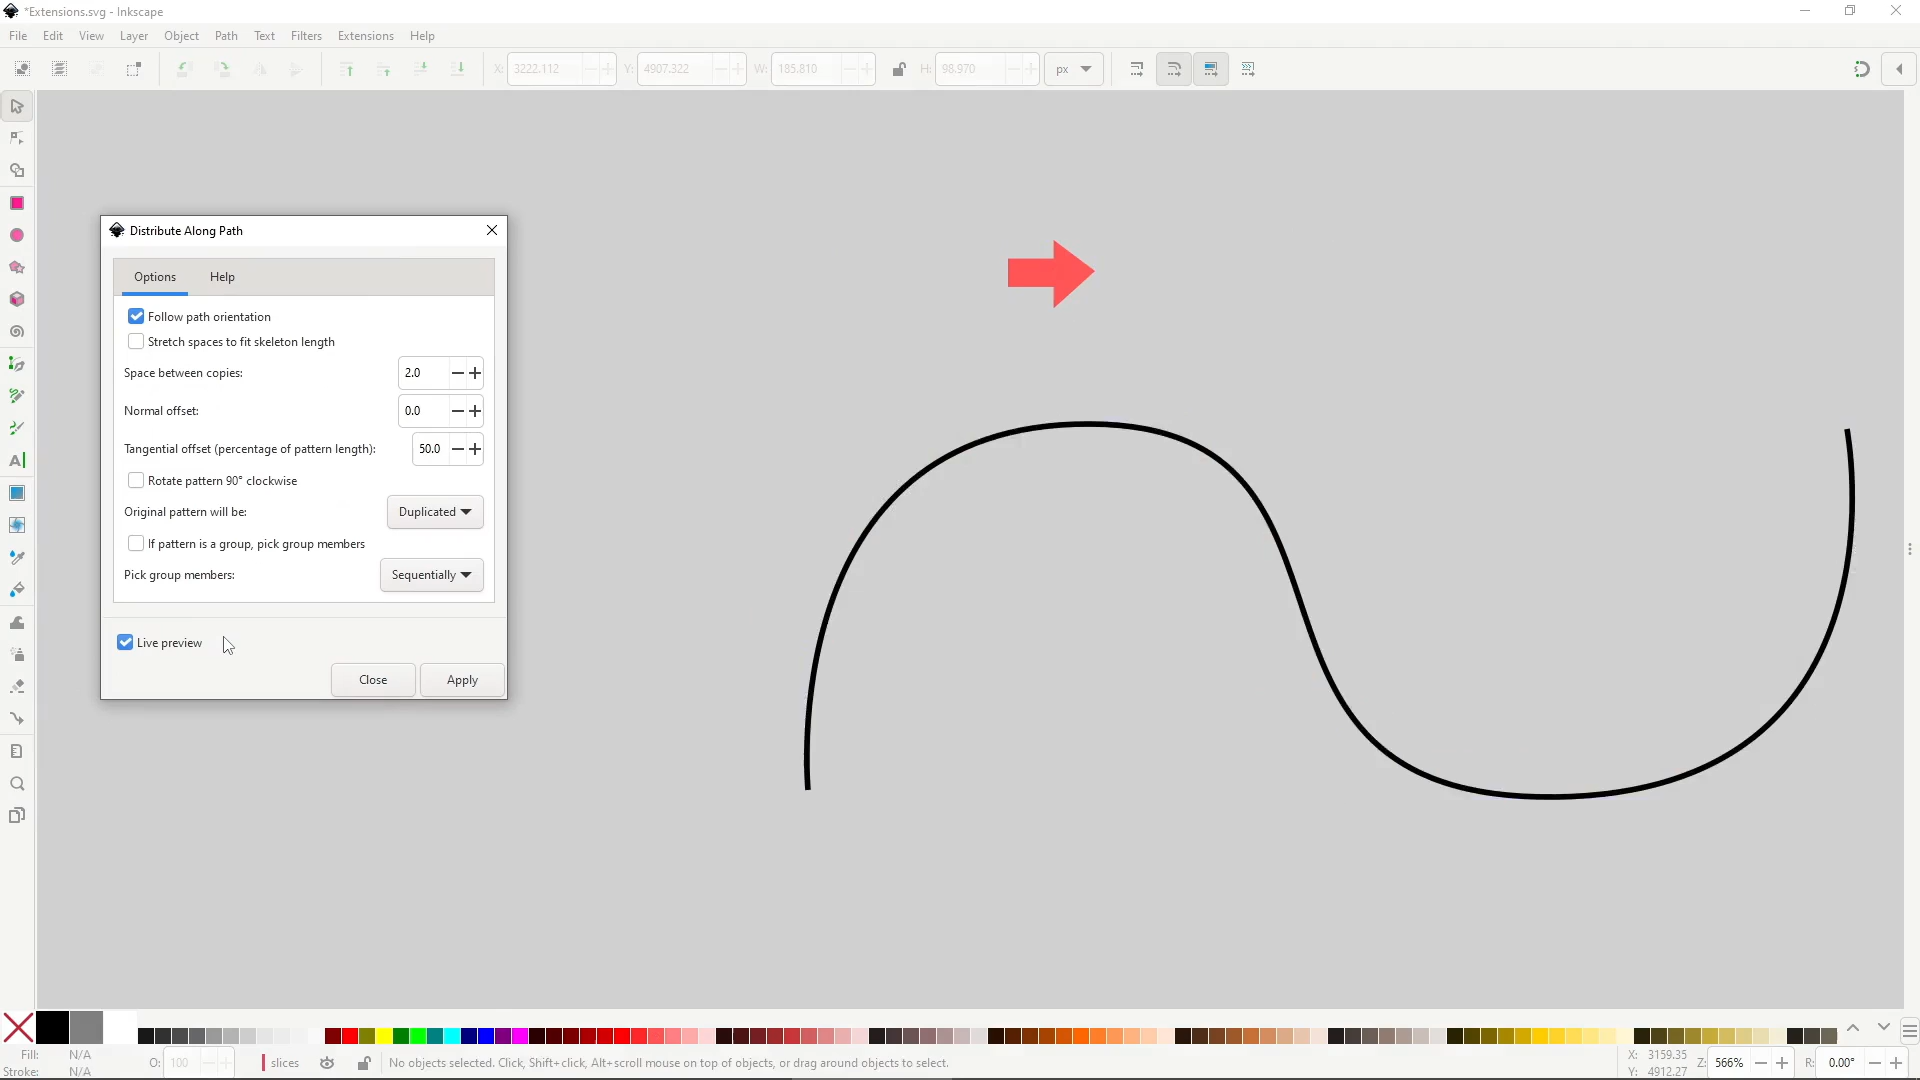 *Extensions.svg - Inkscape
File Edit View Layer Object Path Text Filters Extensions Help
X: 3222.112 Y: 4907.322 W: 185.810 H: 98.970 px
Distribute Along Path
Options Help
Follow path orientation
Stretch spaces to fit skeleton length
Space between copies: 2.0
Normal offset: 0.0
Tangential offset (percentage of pattern length): 50.0
Rotate pattern 90° clockwise
Original pattern will be: Duplicated
If pattern is a group, pick group members
Pick group members: Sequentially
Live preview
Close Apply
Fill: N/A O: 100 slices No objects selected. Click, Shift+click, Alt+scroll mouse on top of objects, or drag around objects to select. X: 3159.35 Z: 566% R: 0.00°
Stroke: N/A Y: 4912.27